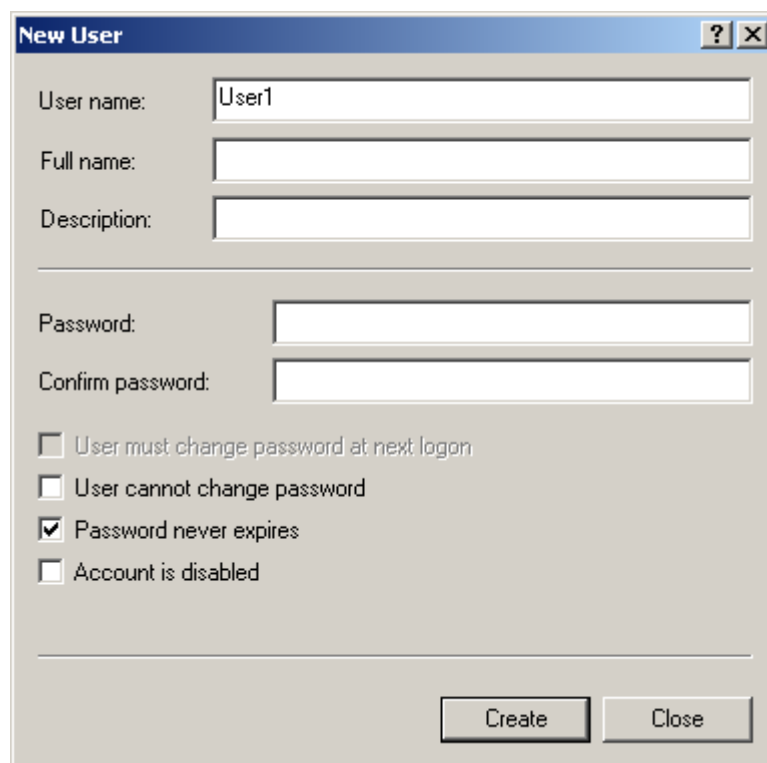 New User
User name: User1
Full name:
Description:
Password:
Confirm password:
User must change password at next logon
User cannot change password
Password never expires
Account is disabled
Create Close